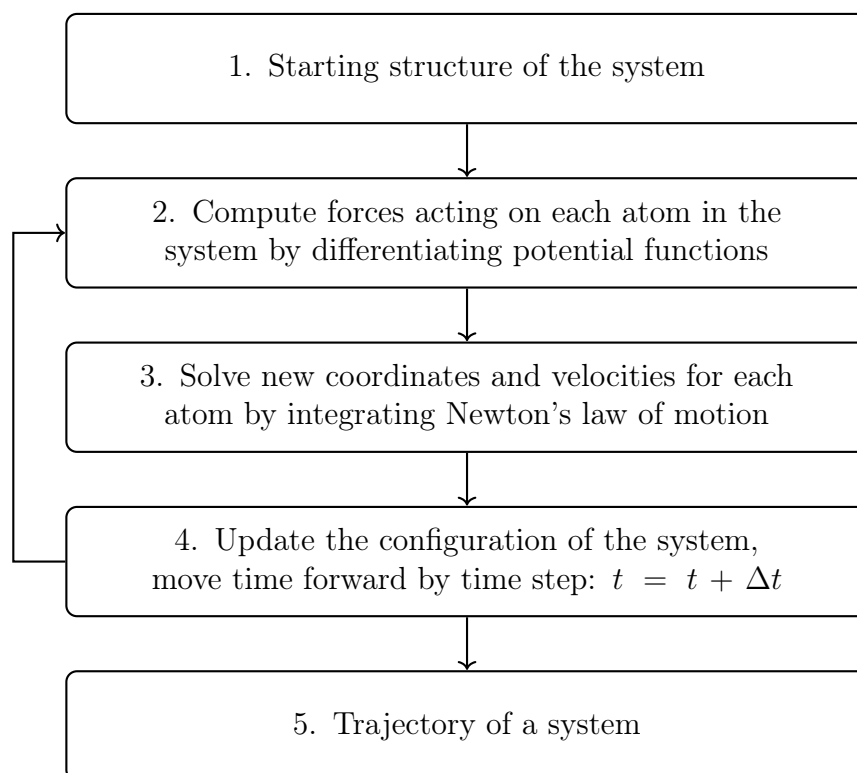 1. Starting structure of the system
2. Compute forces acting on each atom in the
system by differentiating potential functions
3. Solve new coordinates and velocities for each
atom by integrating Newton's law of motion
4. Update the configuration of the system,
move time forward by time step: t = t + Δt
5. Trajectory of a system